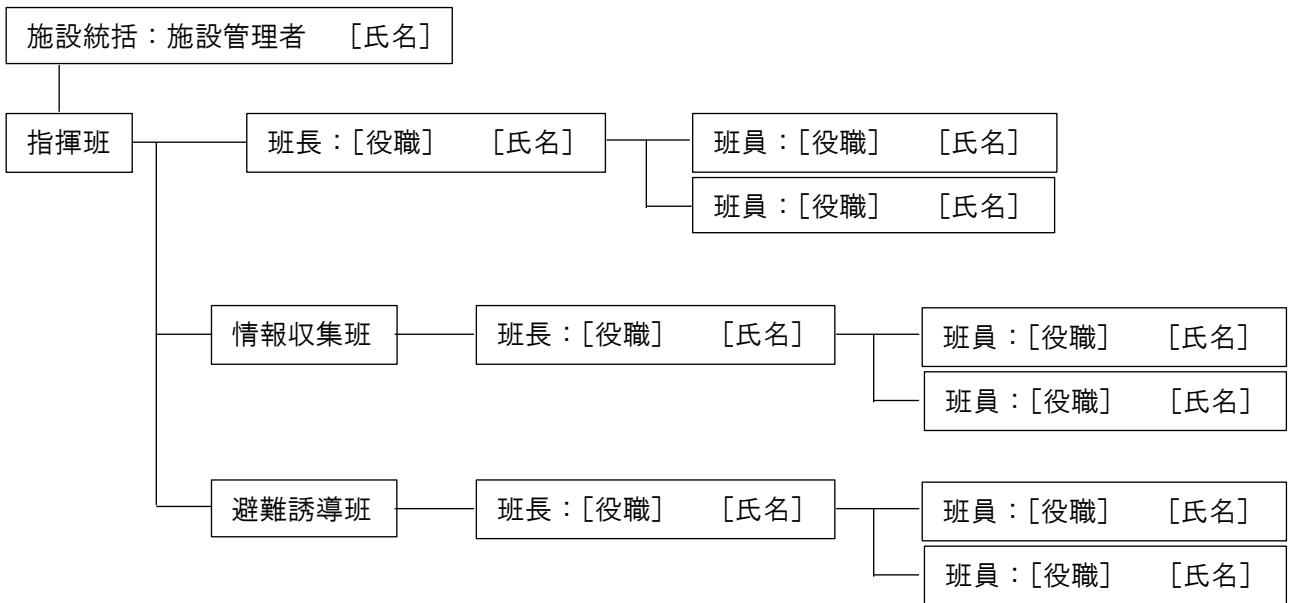 施設統括：施設管理者　［氏名］
指揮班　班長：［役職］　［氏名］　班員：［役職］　［氏名］
班員：［役職］　［氏名］
情報収集班　班長：［役職］　［氏名］　班員：［役職］　［氏名］
班員：［役職］　［氏名］
避難誘導班　班長：［役職］　［氏名］　班員：［役職］　［氏名］
班員：［役職］　［氏名］